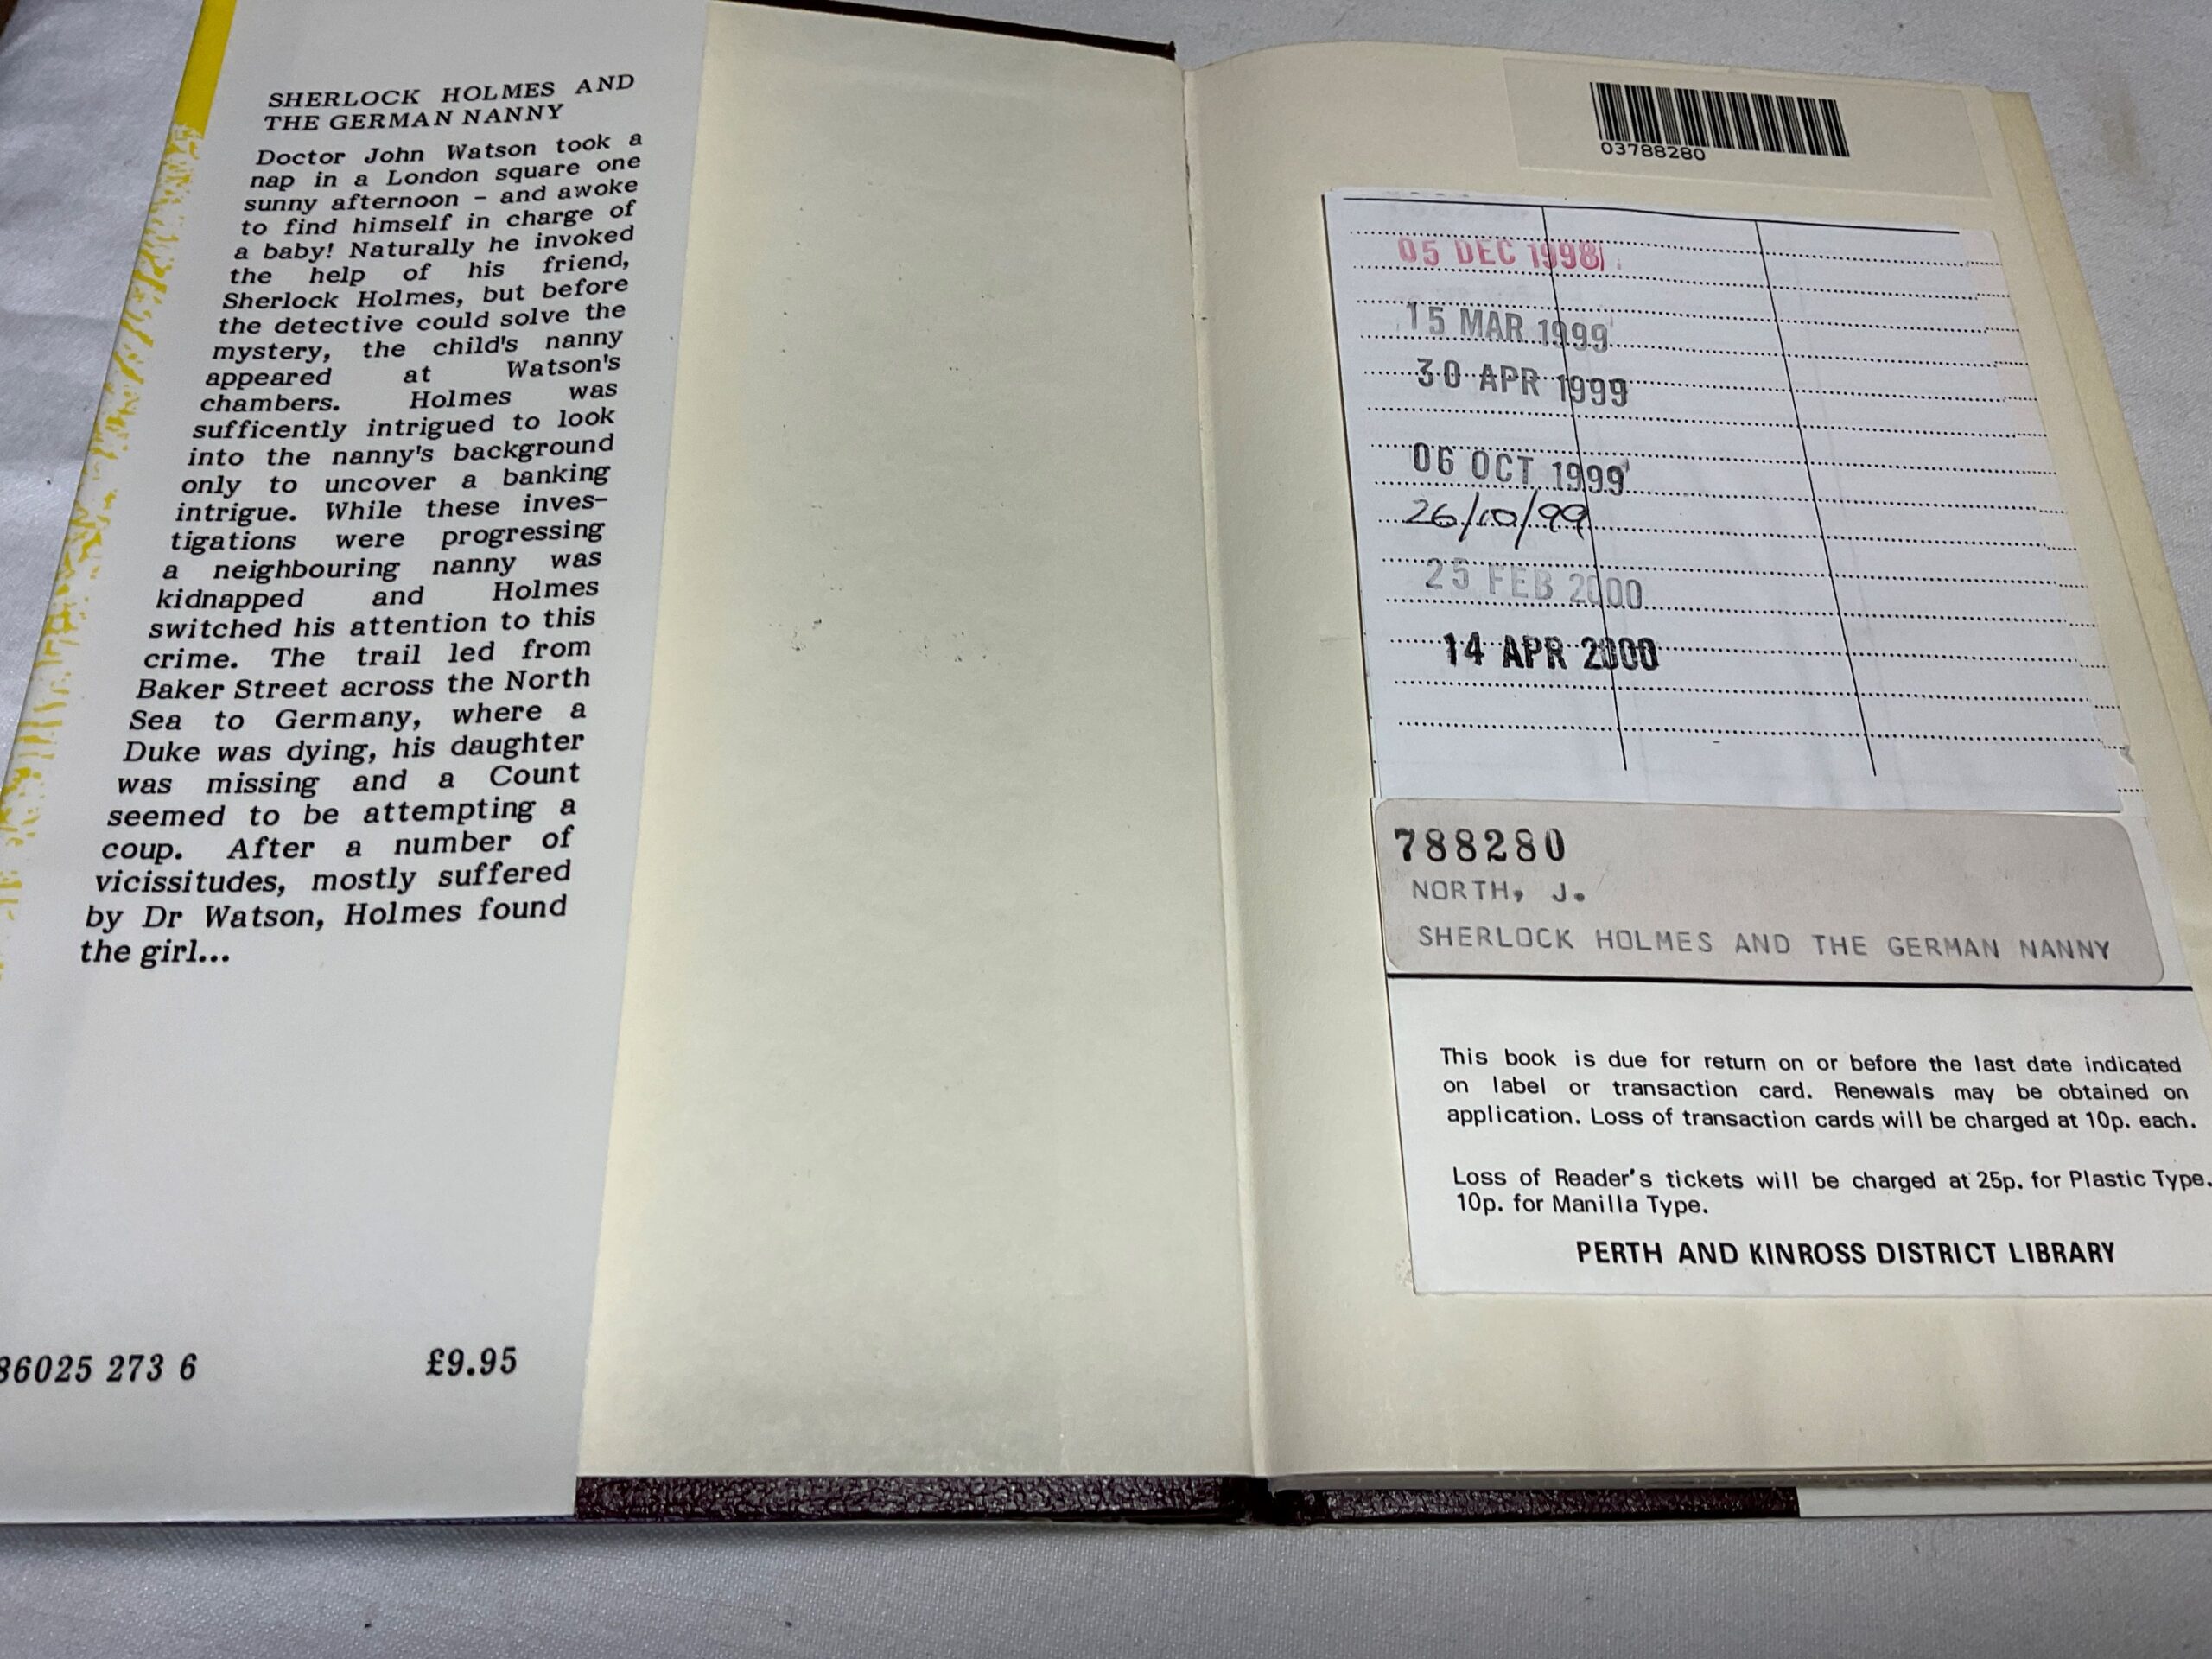 SHERLOCK HOLMES AND
THE GERMAN NANNY
Doctor John Watson took a
nap in a London square one
sunny afternoon – and awoke
to find himself in charge of
a baby! Naturally he invoked
the help of his friend,
Sherlock Holmes, but before
the detective could solve the
mystery, the child's nanny
appeared at Watson's
chambers. Holmes was
sufficently intrigued to look
into the nanny's background
only to uncover a banking
intrigue. While these inves-
tigations were progressing
a neighbouring nanny was
kidnapped and Holmes
switched his attention to this
crime. The trail led from
Baker Street across the North
Sea to Germany, where a
Duke was dying, his daughter
was missing and a Count
seemed to be attempting a
coup. After a number of
vicissitudes, mostly suffered
by Dr Watson, Holmes found
the girl...
86025 273 6 £9.95
03788280
05 DEC 1998
15 MAR 1999
30 APR 1999
06 OCT 1999
26/10/99
25 FEB 2000
14 APR 2000
788280
NORTH, J.
SHERLOCK HOLMES AND THE GERMAN NANNY
This book is due for return on or before the last date indicated
on label or transaction card. Renewals may be obtained on
application. Loss of transaction cards will be charged at 10p. each.
Loss of Reader's tickets will be charged at 25p. for Plastic Type.
10p. for Manilla Type.
PERTH AND KINROSS DISTRICT LIBRARY